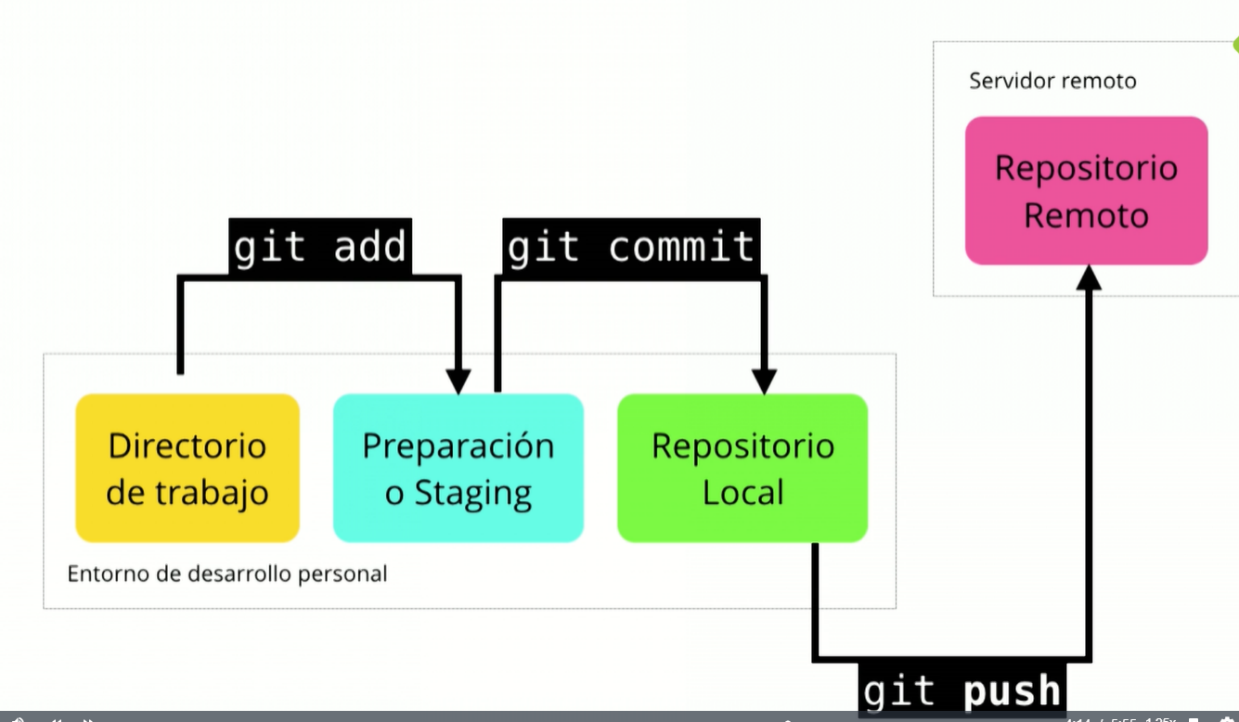 Servidor remoto
Repositorio
Remoto
git add
git commit
Directorio
de trabajo
Preparación
o Staging
Repositorio
Local
Entorno de desarrollo personal
git push